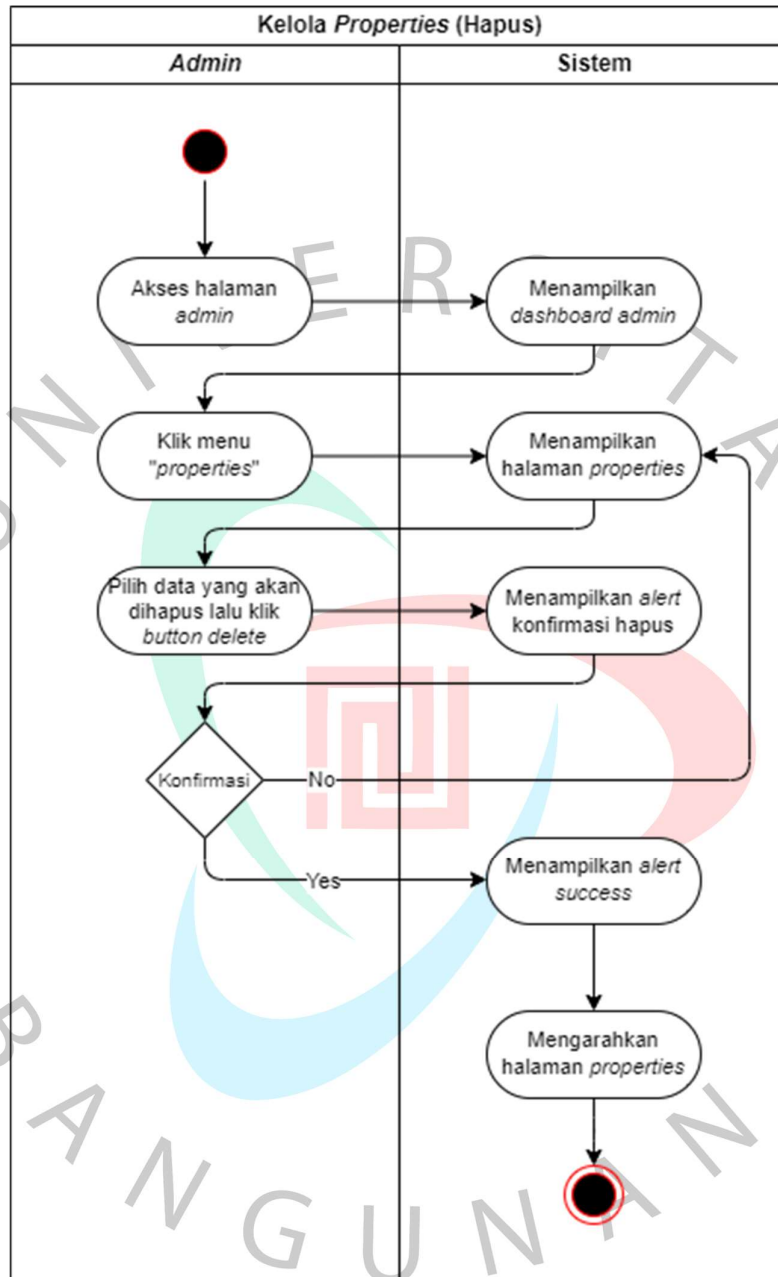 Kelola Properties (Hapus)
Admin
Sistem
Akses halaman
admin
Menampilkan
dashboard admin
Klik menu
"properties"
Menampilkan
halaman properties
Pilih data yang akan
dihapus lalu klik
button delete
Menampilkan alert
konfirmasi hapus
Konfirmasi
No
Yes
Menampilkan alert
success
Mengarahkan
halaman properties
BANGUNAN